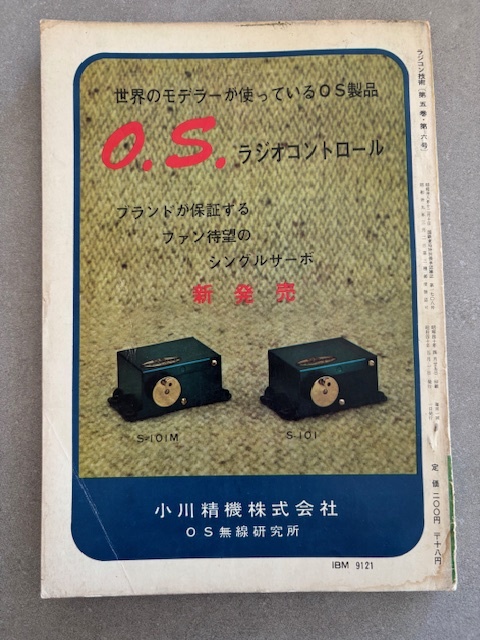 世界のモデラーが使っているOS製品
O.S. ラジオコントロール
ブランドが保証する
ファン待望の
シングルサーボ
新発売
S-101M
S-101
小川精機株式会社
OS無線研究所
IBM 9121
ラジコン技術 [第五巻・第六号]
定価 二〇〇円 〒十八円